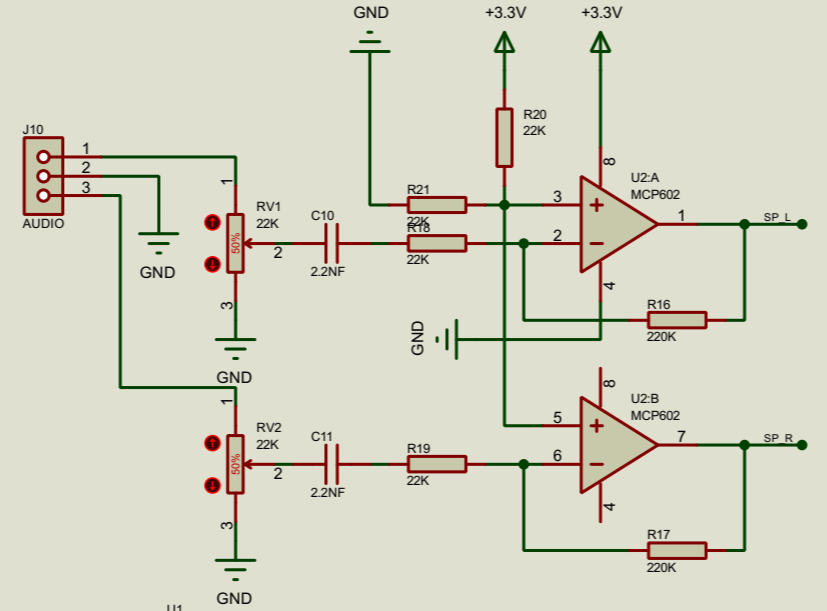 GND
+3.3V
+3.3V
R20
22K
J10
1
2
3
AUDIO
GND
1
RV1
22K
50%
2
3
GND
C10
2.2NF
R21
22K
R18
22K
8
U2:A
MCP602
3
2
1
4
SP_L
R16
220K
GND
1
RV2
22K
50%
2
3
GND
C11
2.2NF
R19
22K
8
U2:B
MCP602
5
6
7
4
SP_R
R17
220K
U1